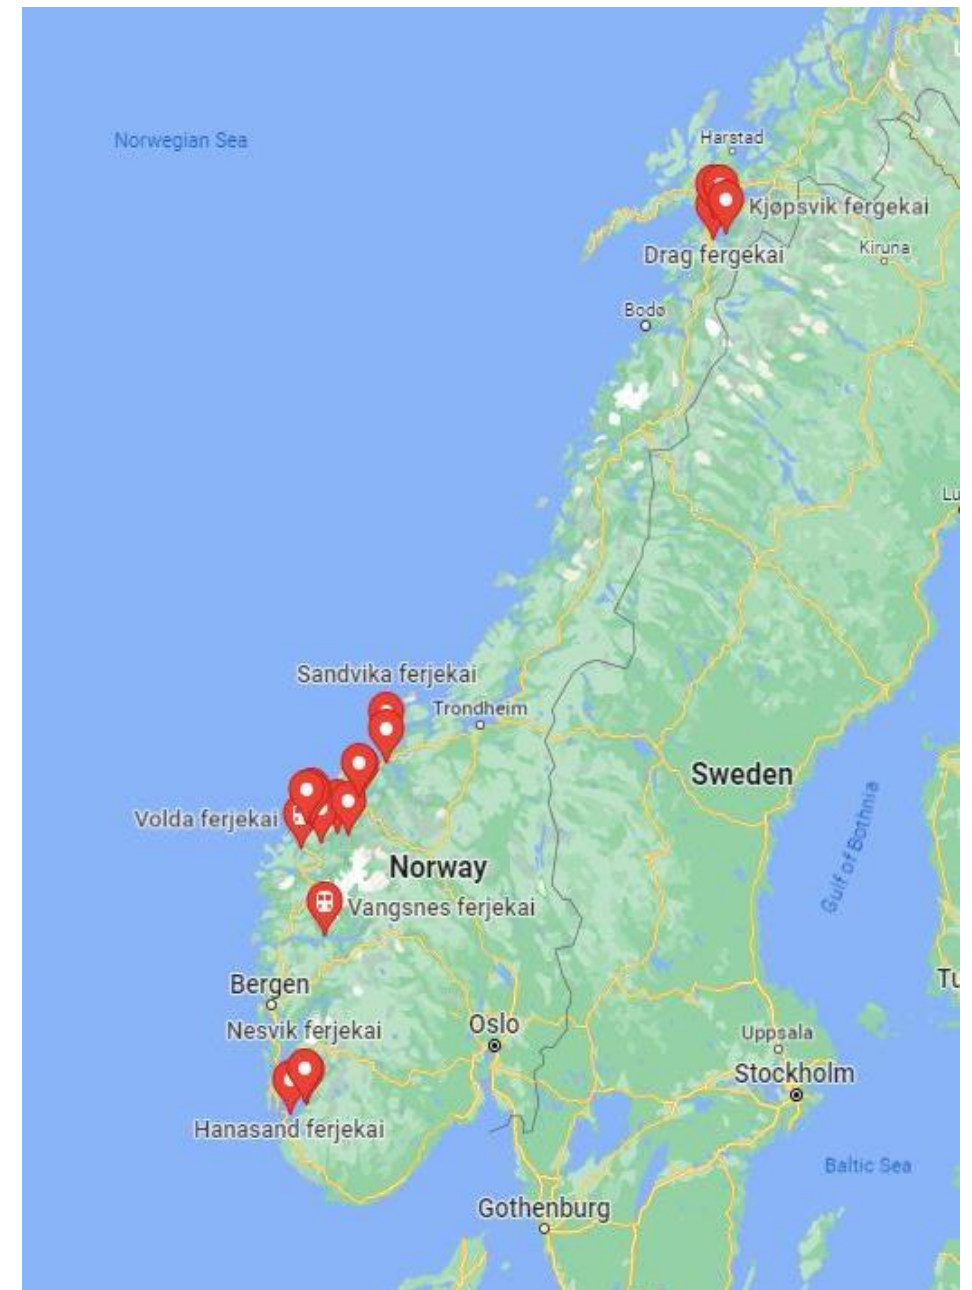 Norwegian Sea
Harstad
Kjøpsvik fergekai
Drag fergekai
Kiruna
Bodø
Lu
Sandvika ferjekai
Trondheim
Sweden
Volda ferjekai
Gulf of Bothnia
Norway
Vangsnes ferjekai
Bergen
Tu
Nesvik ferjekai
Oslo
Uppsala
Stockholm
Hanasand ferjekai
Baltic Sea
Gothenburg